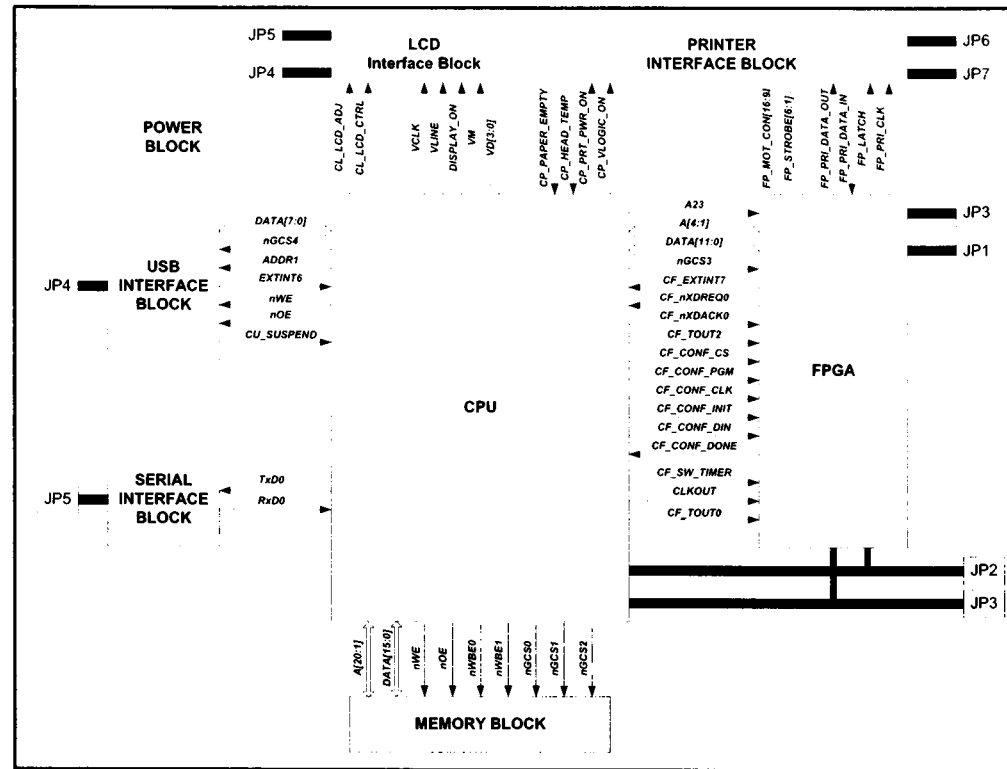 JP5
JP4
LCD
Interface Block
PRINTER
INTERFACE BLOCK
JP6
JP7
POWER
BLOCK
CL_LCD_ADJ
CL_LCD_CTRL
VCLK
VLINE
DISPLAY_ON
VM
VD[3:0]
CP_PAPER_EMPTY
CP_HEAD_TEMP
CP_PRT_PWR_ON
CP_VLOGIC_ON
FP_MOT_CON[16:9]
FP_STROBE[6:1]
FP_PRI_DATA_OUT
FP_PRI_DATA_IN
FP_LATCH
FP_PRI_CLK
JP4
USB
INTERFACE
BLOCK
DATA[7:0]
nGCS4
ADDR1
EXTINT6
nWE
nOE
CU_SUSPEND
CPU
A23
A[4:1]
DATA[11:0]
nGCS3
CF_EXTINT7
CF_nXDREQ0
CF_nXDACK0
CF_TOUT2
CF_CONF_CS
CF_CONF_PGM
CF_CONF_CLK
CF_CONF_INIT
CF_CONF_DIN
CF_CONF_DONE
CF_SW_TIMER
CLKOUT
CF_TOUT0
FPGA
JP3
JP1
JP5
SERIAL
INTERFACE
BLOCK
TxD0
RxD0
JP2
JP3
A[20:1]
DATA[15:0]
nWE
nOE
nWBE0
nWBE1
nGCS0
nGCS1
nGCS2
MEMORY BLOCK